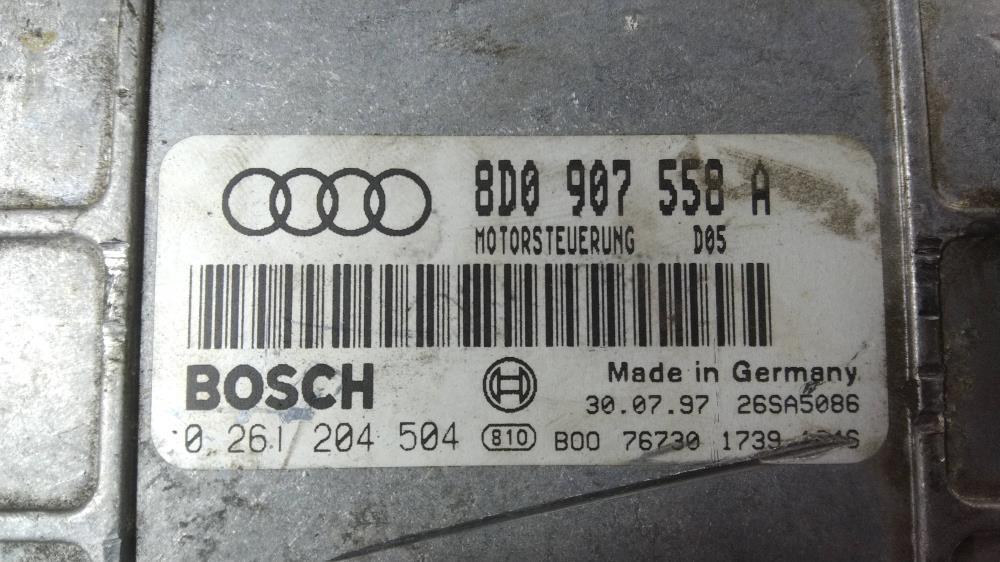 8D0 907 558 A
MOTORSTEUERUNG D05
BOSCH
Made in Germany
30.07.97 26SA5086
0 261 204 504 810 B00 76730 1739